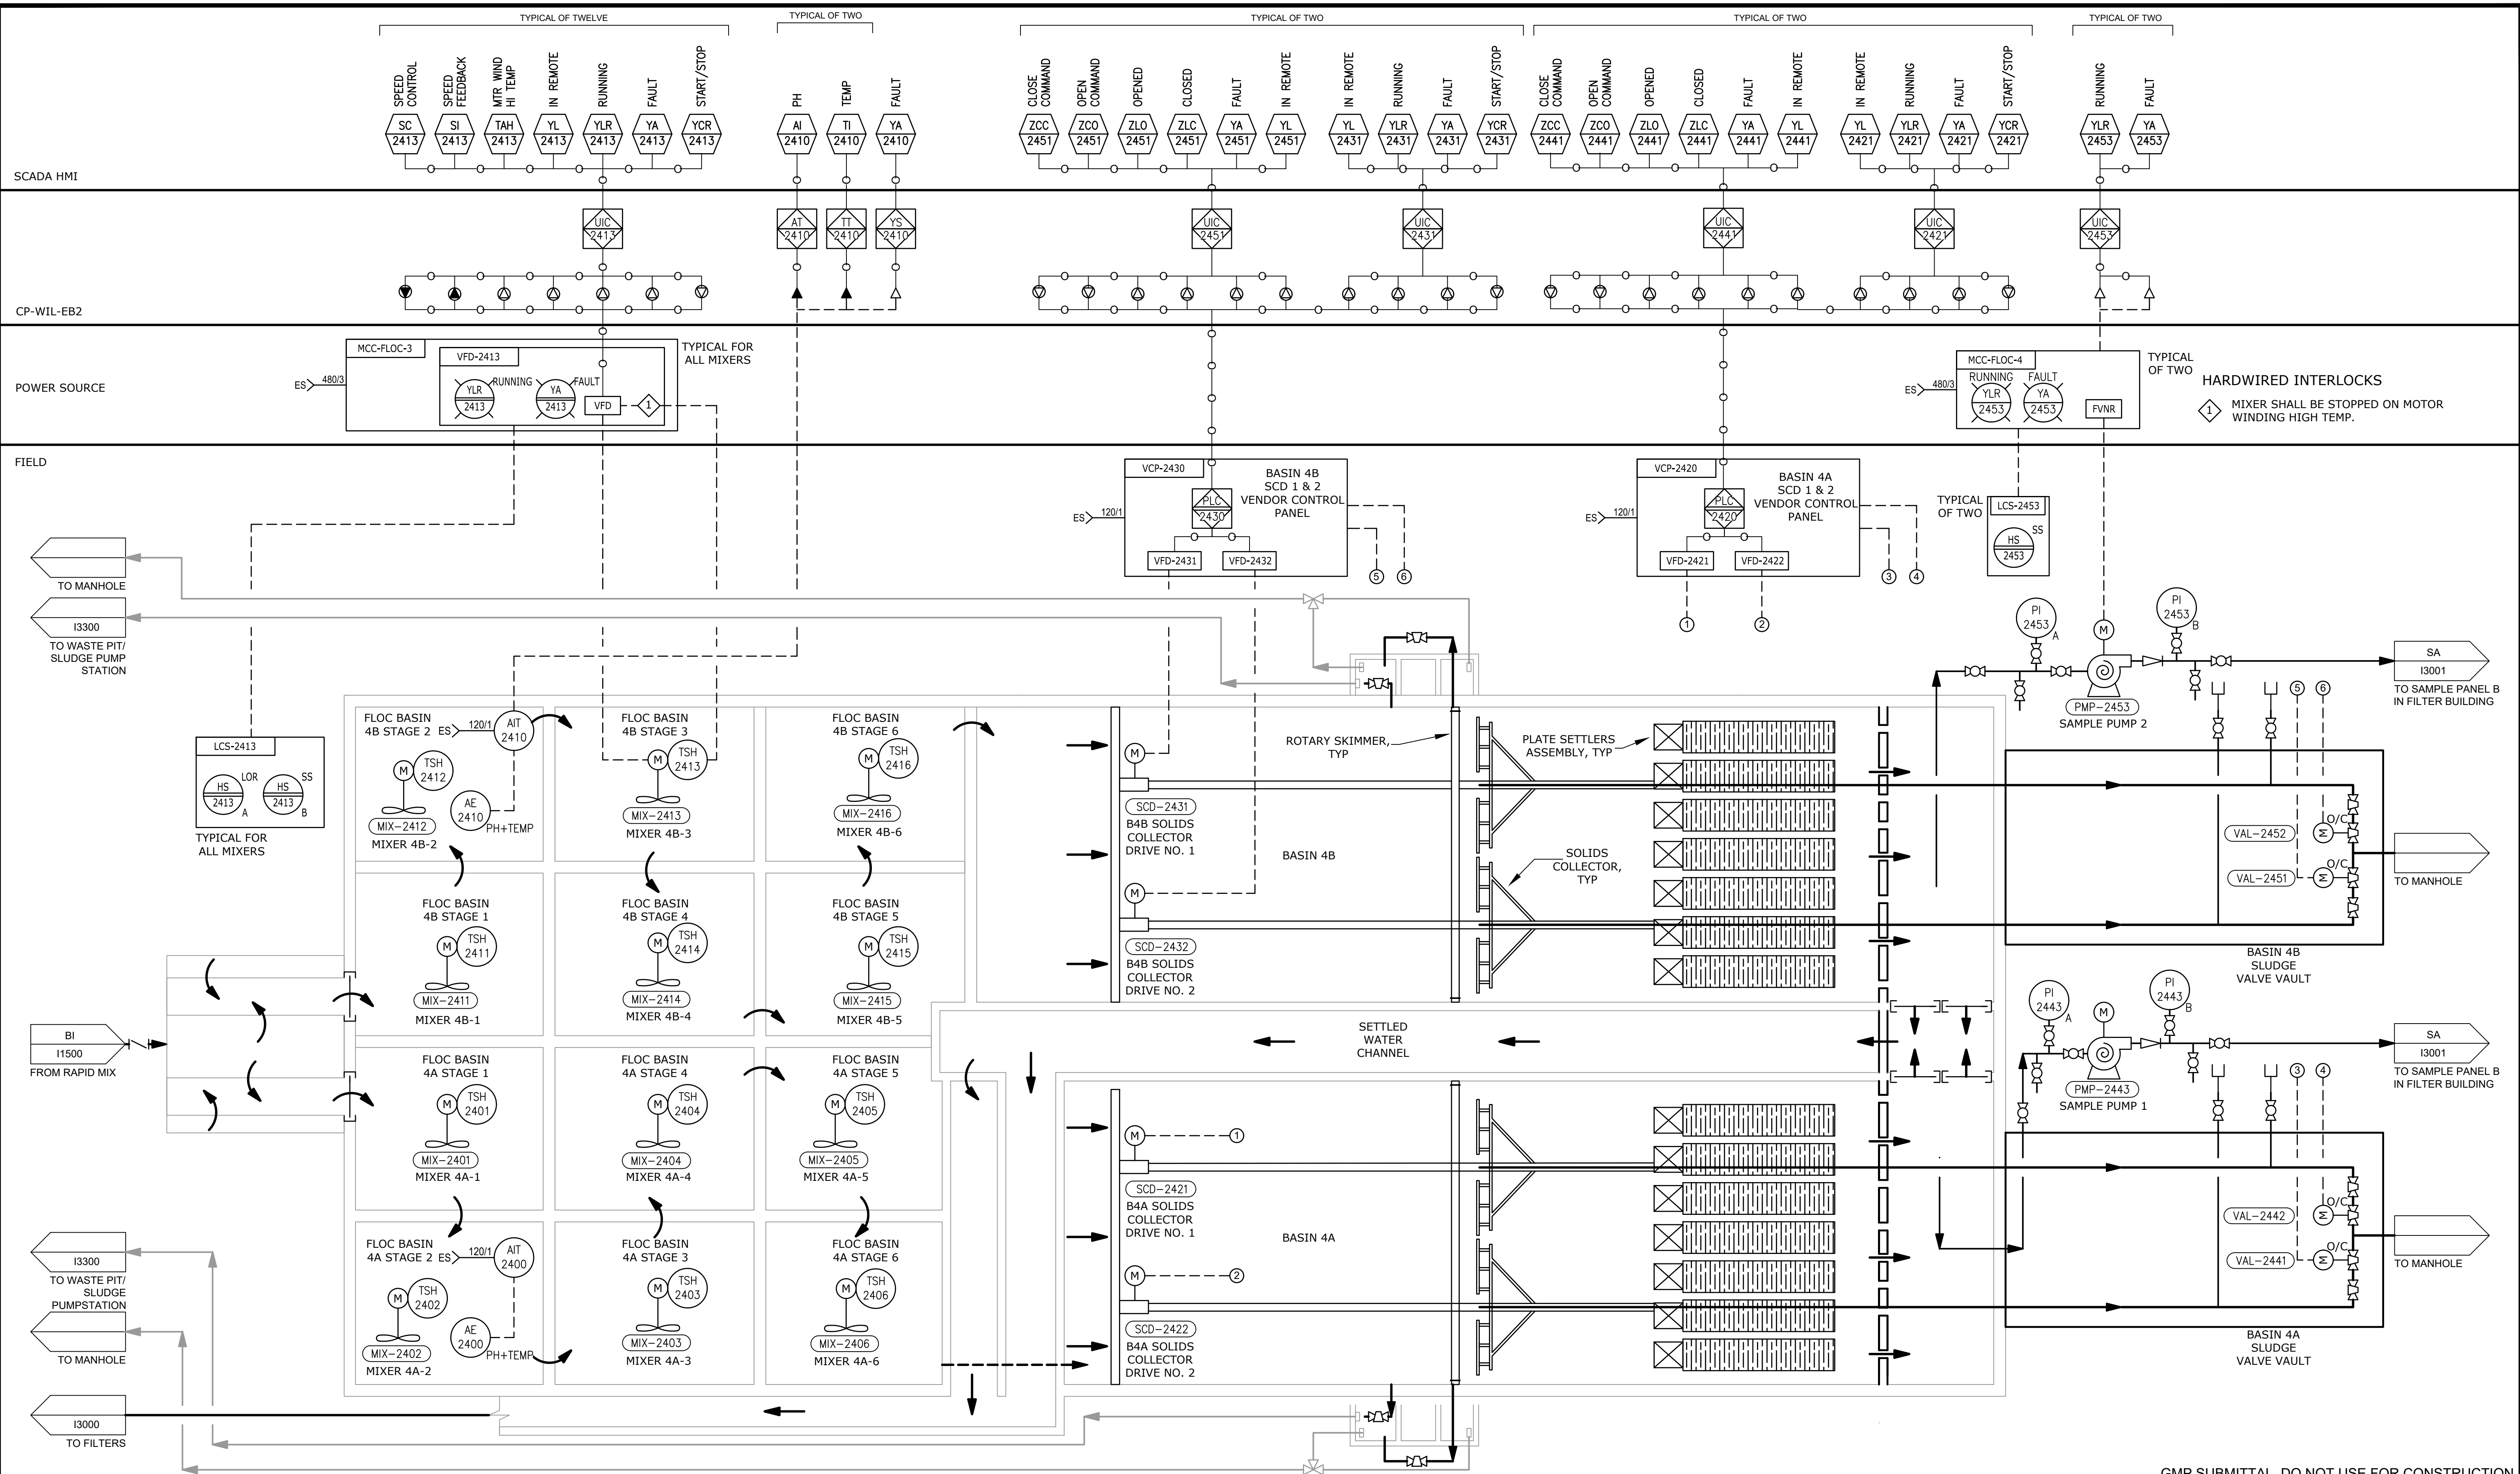 TYPICAL OF TWELVE
TYPICAL OF TWO
TYPICAL OF TWO
TYPICAL OF TWO
TYPICAL OF TWO
SPEED CONTROL
SPEED FEEDBACK
MTR WIND HI TEMP
IN REMOTE
RUNNING
FAULT
START/STOP
PH
TEMP
FAULT
CLOSE COMMAND
OPEN COMMAND
OPENED
CLOSED
FAULT
IN REMOTE
IN REMOTE
RUNNING
FAULT
START/STOP
CLOSE COMMAND
OPEN COMMAND
OPENED
CLOSED
FAULT
IN REMOTE
IN REMOTE
RUNNING
FAULT
START/STOP
RUNNING
FAULT
SC 2413
SI 2413
TAH 2413
YL 2413
YLR 2413
YA 2413
YCR 2413
AI 2410
TI 2410
YA 2410
ZCC 2451
ZCO 2451
ZLO 2451
ZLC 2451
YA 2451
YL 2451
YL 2431
YLR 2431
YA 2431
YCR 2431
ZCC 2441
ZCO 2441
ZLO 2441
ZLC 2441
YA 2441
YL 2441
YL 2421
YLR 2421
YA 2421
YCR 2421
YLR 2453
YA 2453
SCADA HMI
UIC 2413
AT 2410
TT 2410
YS 2410
UIC 2451
UIC 2431
UIC 2441
UIC 2421
UIC 2453
CP-WIL-EB2
POWER SOURCE
ES 480/3
MCC-FLOC-3
VFD-2413
YLR 2413
RUNNING
YA 2413
FAULT
VFD
1
TYPICAL FOR
ALL MIXERS
ES 480/3
MCC-FLOC-4
RUNNING
FAULT
YLR 2453
YA 2453
FVNR
TYPICAL
OF TWO
HARDWIRED INTERLOCKS
1
MIXER SHALL BE STOPPED ON MOTOR
WINDING HIGH TEMP.
FIELD
ES 120/1
VCP-2430
BASIN 4B
SCD 1 & 2
VENDOR CONTROL
PANEL
PLC 2430
VFD-2431
VFD-2432
5
6
ES 120/1
VCP-2420
BASIN 4A
SCD 1 & 2
VENDOR CONTROL
PANEL
PLC 2420
VFD-2421
VFD-2422
3
4
1
2
TYPICAL
OF TWO
LCS-2453
HS 2453
SS
TO MANHOLE
I3300
TO WASTE PIT/
SLUDGE PUMP
STATION
LCS-2413
HS 2413
LOR
A
HS 2413
SS
B
TYPICAL FOR
ALL MIXERS
FLOC BASIN
4B STAGE 2
ES 120/1
AIT 2410
M
TSH 2412
AE 2410
PH+TEMP
MIX-2412
MIXER 4B-2
FLOC BASIN
4B STAGE 3
M
TSH 2413
MIX-2413
MIXER 4B-3
FLOC BASIN
4B STAGE 6
M
TSH 2416
MIX-2416
MIXER 4B-6
FLOC BASIN
4B STAGE 1
M
TSH 2411
MIX-2411
MIXER 4B-1
FLOC BASIN
4B STAGE 4
M
TSH 2414
MIX-2414
MIXER 4B-4
FLOC BASIN
4B STAGE 5
M
TSH 2415
MIX-2415
MIXER 4B-5
BI
I1500
FROM RAPID MIX
FLOC BASIN
4A STAGE 1
M
TSH 2401
MIX-2401
MIXER 4A-1
FLOC BASIN
4A STAGE 4
M
TSH 2404
MIX-2404
MIXER 4A-4
FLOC BASIN
4A STAGE 5
M
TSH 2405
MIX-2405
MIXER 4A-5
FLOC BASIN
4A STAGE 2
ES 120/1
AIT 2400
M
TSH 2402
AE 2400
PH+TEMP
MIX-2402
MIXER 4A-2
FLOC BASIN
4A STAGE 3
M
TSH 2403
MIX-2403
MIXER 4A-3
FLOC BASIN
4A STAGE 6
M
TSH 2406
MIX-2406
MIXER 4A-6
I3300
TO WASTE PIT/
SLUDGE
PUMPSTATION
TO MANHOLE
I3000
TO FILTERS
M
SCD-2431
B4B SOLIDS
COLLECTOR
DRIVE NO. 1
M
SCD-2432
B4B SOLIDS
COLLECTOR
DRIVE NO. 2
BASIN 4B
ROTARY SKIMMER,
TYP
PLATE SETTLERS
ASSEMBLY, TYP
SOLIDS
COLLECTOR,
TYP
SETTLED
WATER
CHANNEL
M
1
SCD-2421
B4A SOLIDS
COLLECTOR
DRIVE NO. 1
M
2
SCD-2422
B4A SOLIDS
COLLECTOR
DRIVE NO. 2
BASIN 4A
PI 2453
A
M
PI 2453
B
PMP-2453
SAMPLE PUMP 2
SA
I3001
TO SAMPLE PANEL B
IN FILTER BUILDING
5
6
VAL-2452
M
O/C
VAL-2451
M
O/C
TO MANHOLE
BASIN 4B
SLUDGE
VALVE VAULT
PI 2443
A
M
PI 2443
B
PMP-2443
SAMPLE PUMP 1
SA
I3001
TO SAMPLE PANEL B
IN FILTER BUILDING
3
4
VAL-2442
M
O/C
VAL-2441
M
O/C
TO MANHOLE
BASIN 4A
SLUDGE
VALVE VAULT
GMP SUBMITTAL, DO NOT USE FOR CONSTRUCTION